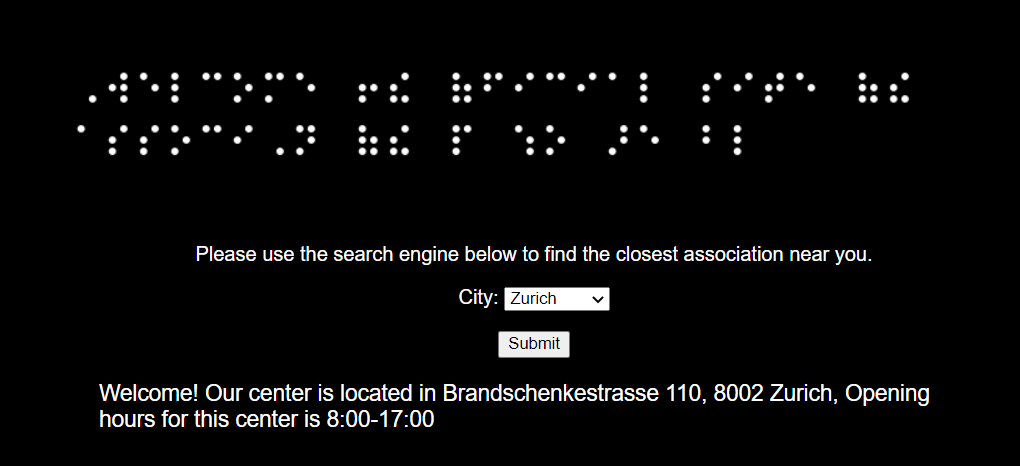 ⠠⠺⠑⠇⠉⠕⠍⠑ ⠖⠮ ⠷⠋⠊⠉⠊⠁⠇ ⠎⠊⠞⠑ ⠷⠮
⠁⠎⠎⠕⠉⠊⠠⠝ ⠷⠮ ⠏ ⠱⠕ ⠜⠑ ⠃⠇
Please use the search engine below to find the closest association near you.
City: Zurich
Submit
Welcome! Our center is located in Brandschenkestrasse 110, 8002 Zurich, Opening
hours for this center is 8:00-17:00